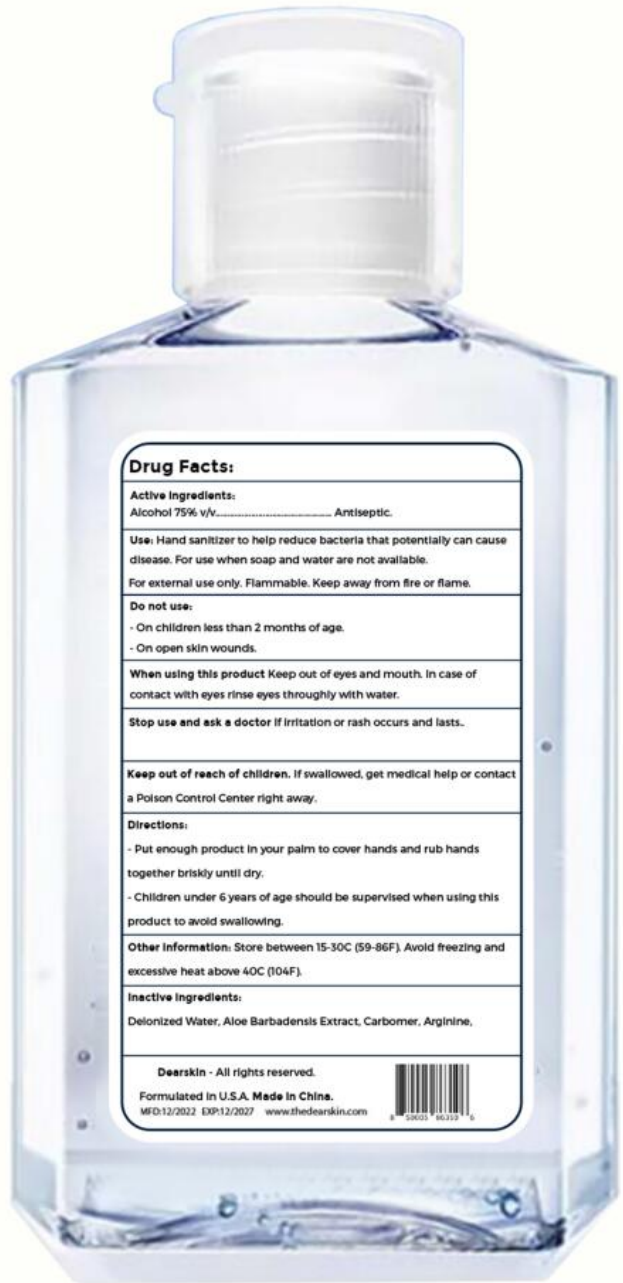 Drug Facts:
Active Ingredients:
Alcohol 75% v/v.......................................... Antiseptic.
Use: Hand sanitizer to help reduce bacteria that potentially can cause
disease. For use when soap and water are not available.
For external use only. Flammable. Keep away from fire or flame.
Do not use:
- On children less than 2 months of age.
- On open skin wounds.
When using this product Keep out of eyes and mouth. In case of
contact with eyes rinse eyes throughly with water.
Stop use and ask a doctor if irritation or rash occurs and lasts..
Keep out of reach of children. If swallowed, get medical help or contact
a Poison Control Center right away.
Directions:
- Put enough product in your palm to cover hands and rub hands
together briskly until dry.
- Children under 6 years of age should be supervised when using this
product to avoid swallowing.
Other information: Store between 15-30C (59-86F). Avoid freezing and
excessive heat above 40C (104F).
Inactive Ingredients:
Deionized Water, Aloe Barbadensis Extract, Carbomer, Arginine,
Dearskin - All rights reserved.
Formulated in U.S.A. Made in China.
MFD:12/2022 EXP:12/2027 www.thedearskin.com